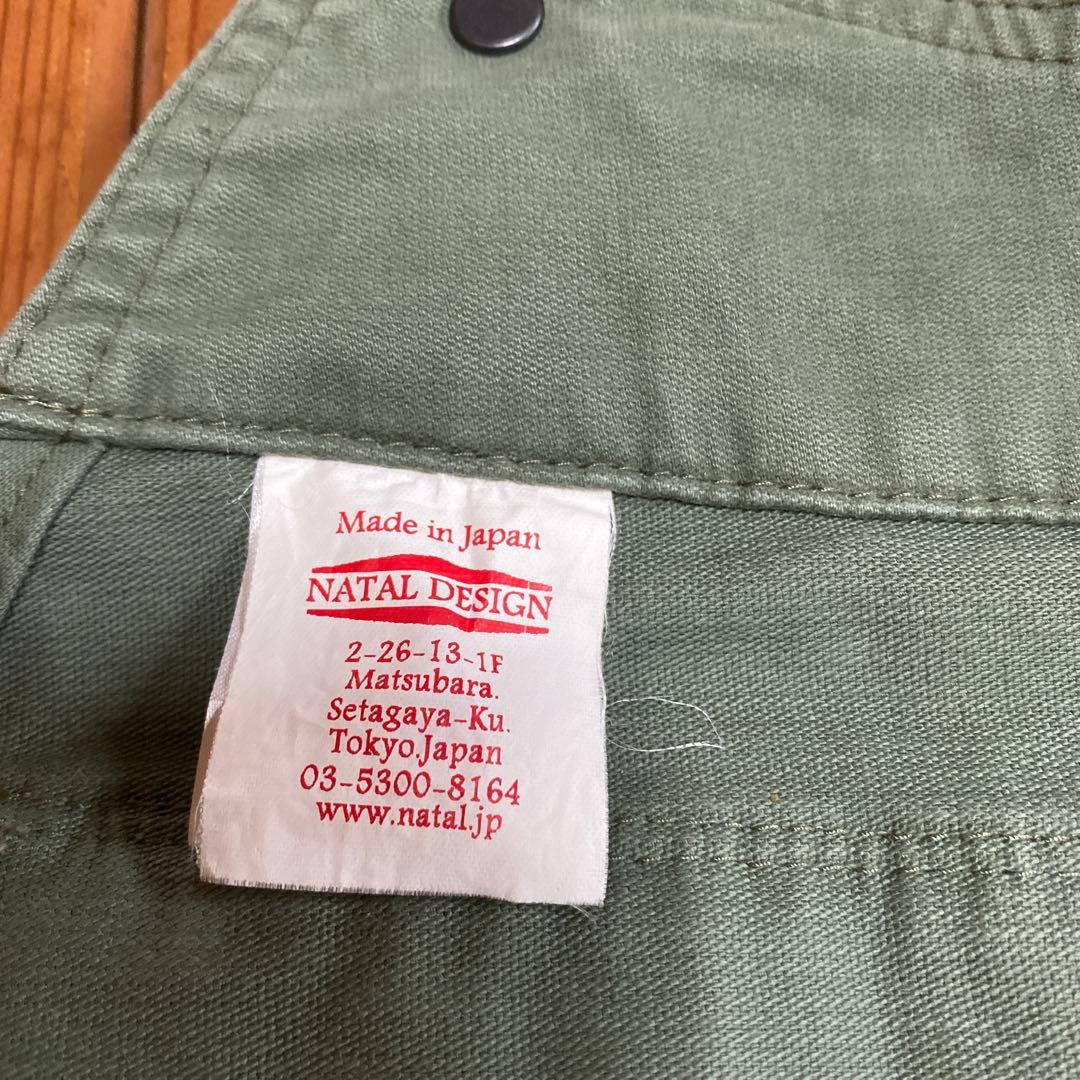 Made in Japan
NATAL DESIGN
2-26-13-1F
Matsubara.
Setagaya-Ku.
Tokyo.Japan
03-5300-8164
www.natal.jp